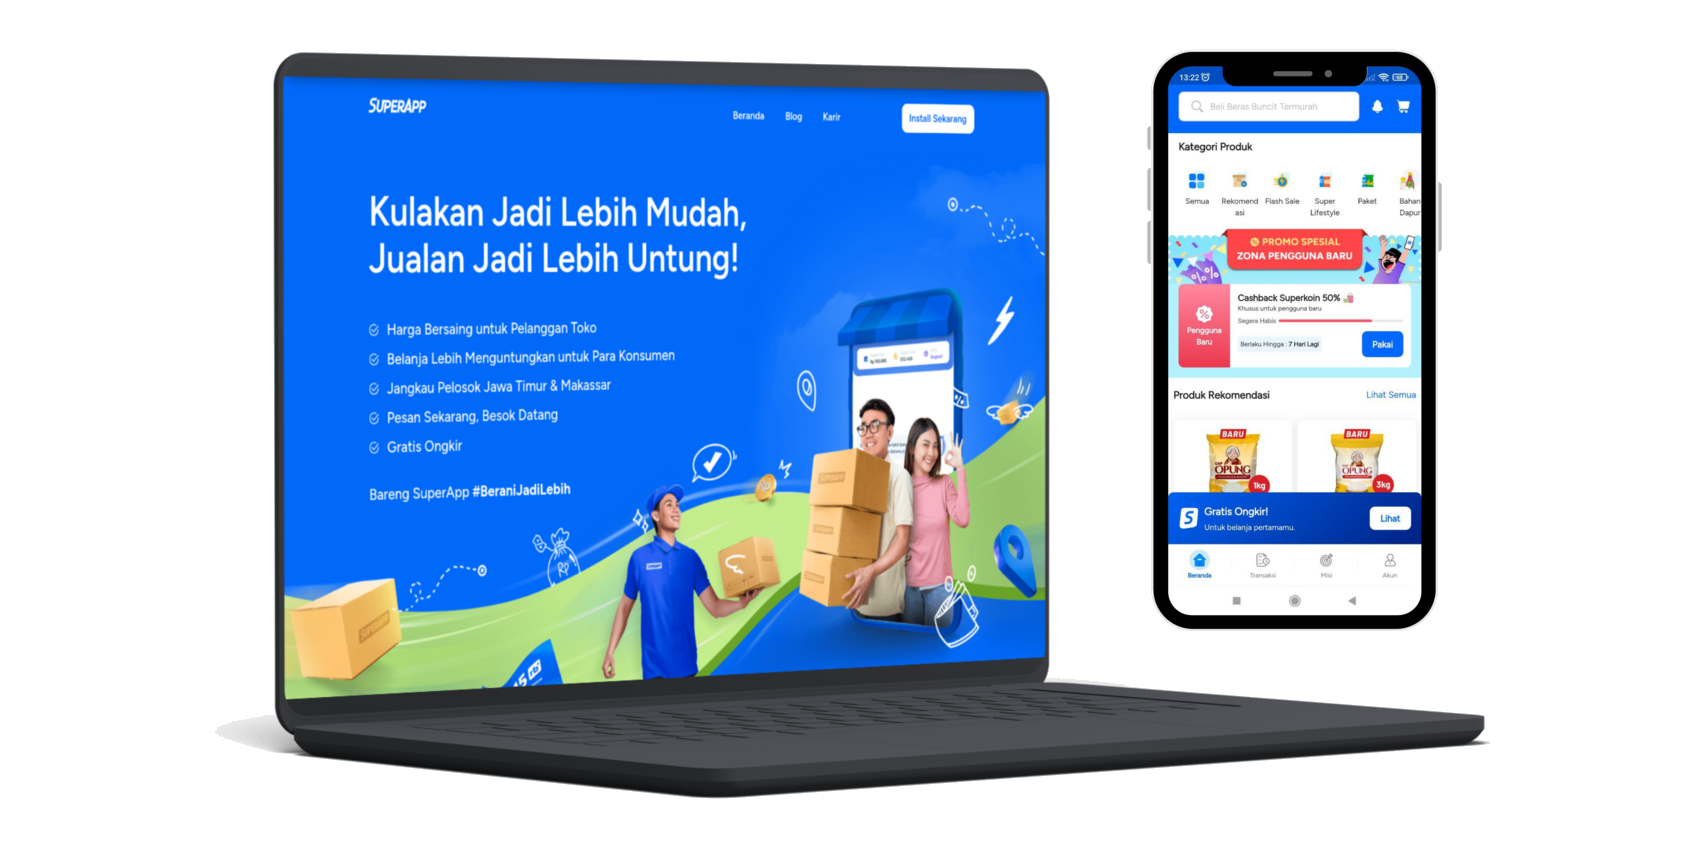 SUPERAPP
Beranda Blog Karir Install Sekarang
Kulakan Jadi Lebih Mudah,
Jualan Jadi Lebih Untung!
Harga Bersaing untuk Pelanggan Toko
Belanja Lebih Menguntungkan untuk Para Konsumen
Jangkau Pelosok Jawa Timur & Makassar
Pesan Sekarang, Besok Datang
Gratis Ongkir
Bareng SuperApp #BeraniJadiLebih
SUPERAPP
Rp
13:22
Beli Beras Buncit Termurah
Kategori Produk
Semua Rekomend Flash Sale Super Paket Bahan
asi Lifestyle Dapur
PROMO SPESIAL
ZONA PENGGUNA BARU
Cashback Superkoin 50%
Khusus untuk pengguna baru
Segera Habis
Pengguna
Baru
Berlaku Hingga : 7 Hari Lagi
Pakai
Produk Rekomendasi Lihat Semua
BARU BARU
OPUNG OPUNG
1kg 3kg
S
Gratis Ongkir!
Untuk belanja pertamamu.
Lihat
Beranda Transaksi Misi Akun